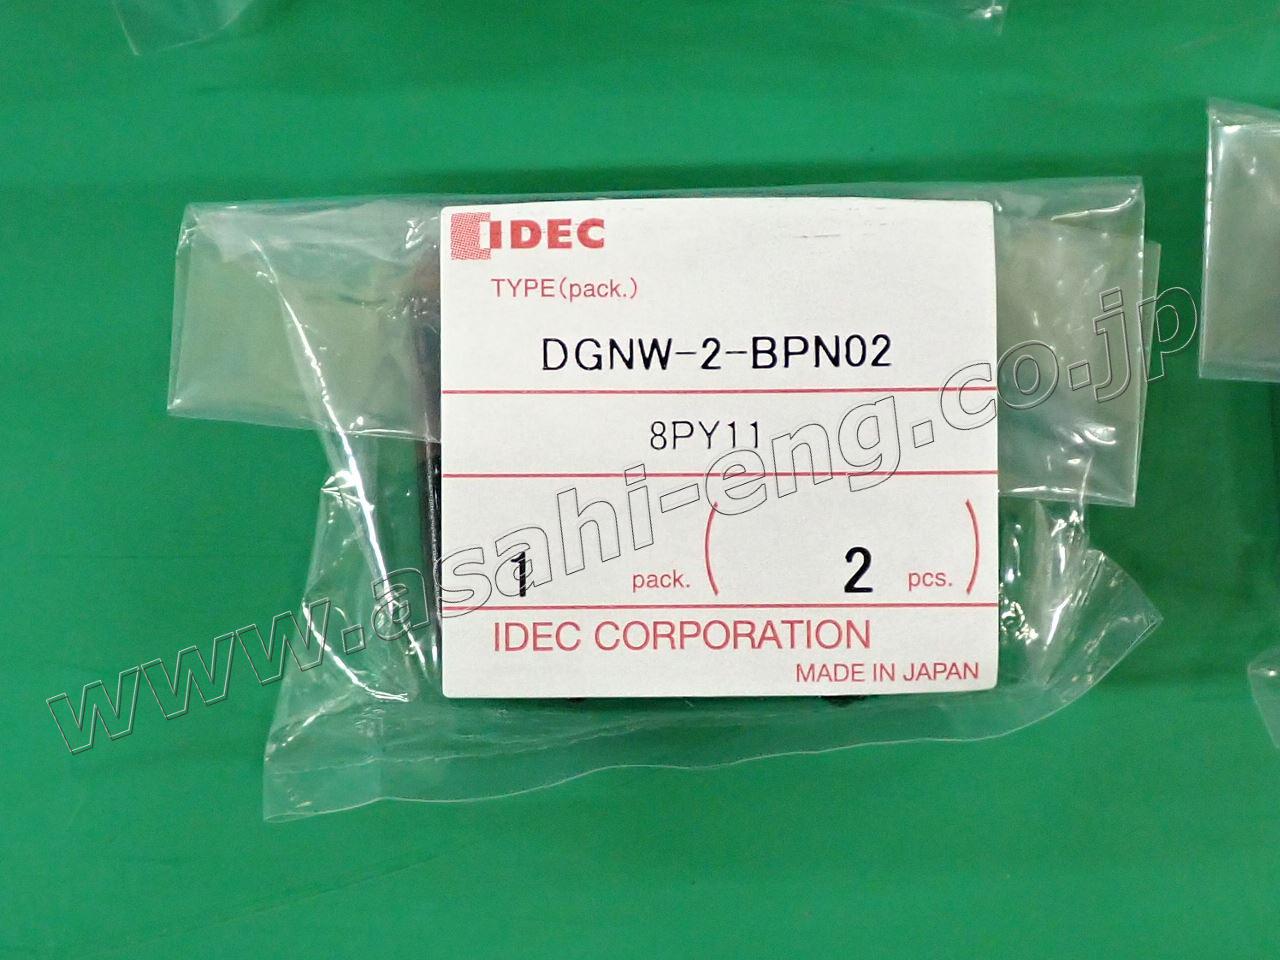 IDEC
TYPE(pack.)
DGNW-2-BPN02
8PY11
1 pack. ( 2 pcs. )
IDEC CORPORATION
MADE IN JAPAN
www.asahi-eng.co.jp